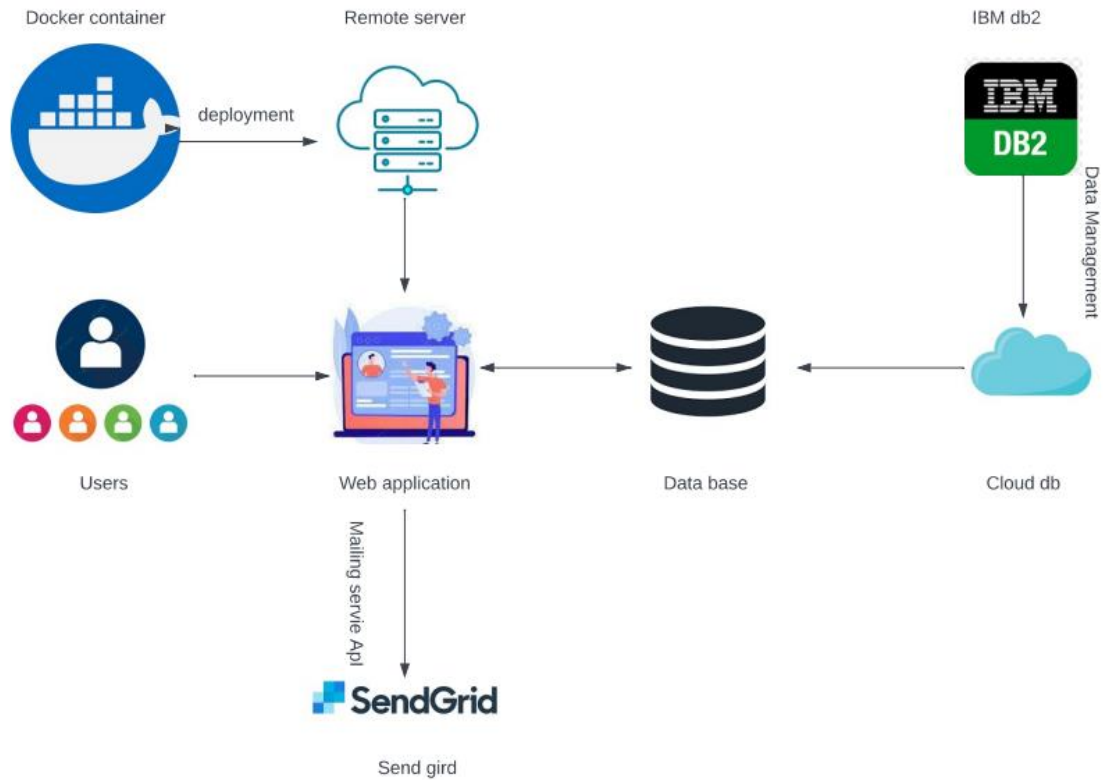 Docker container
Remote server
IBM db2
deployment
IBM
DB2
Data Management
Users
Web application
Data base
Cloud db
Mailing servie ApI
SendGrid
Send gird